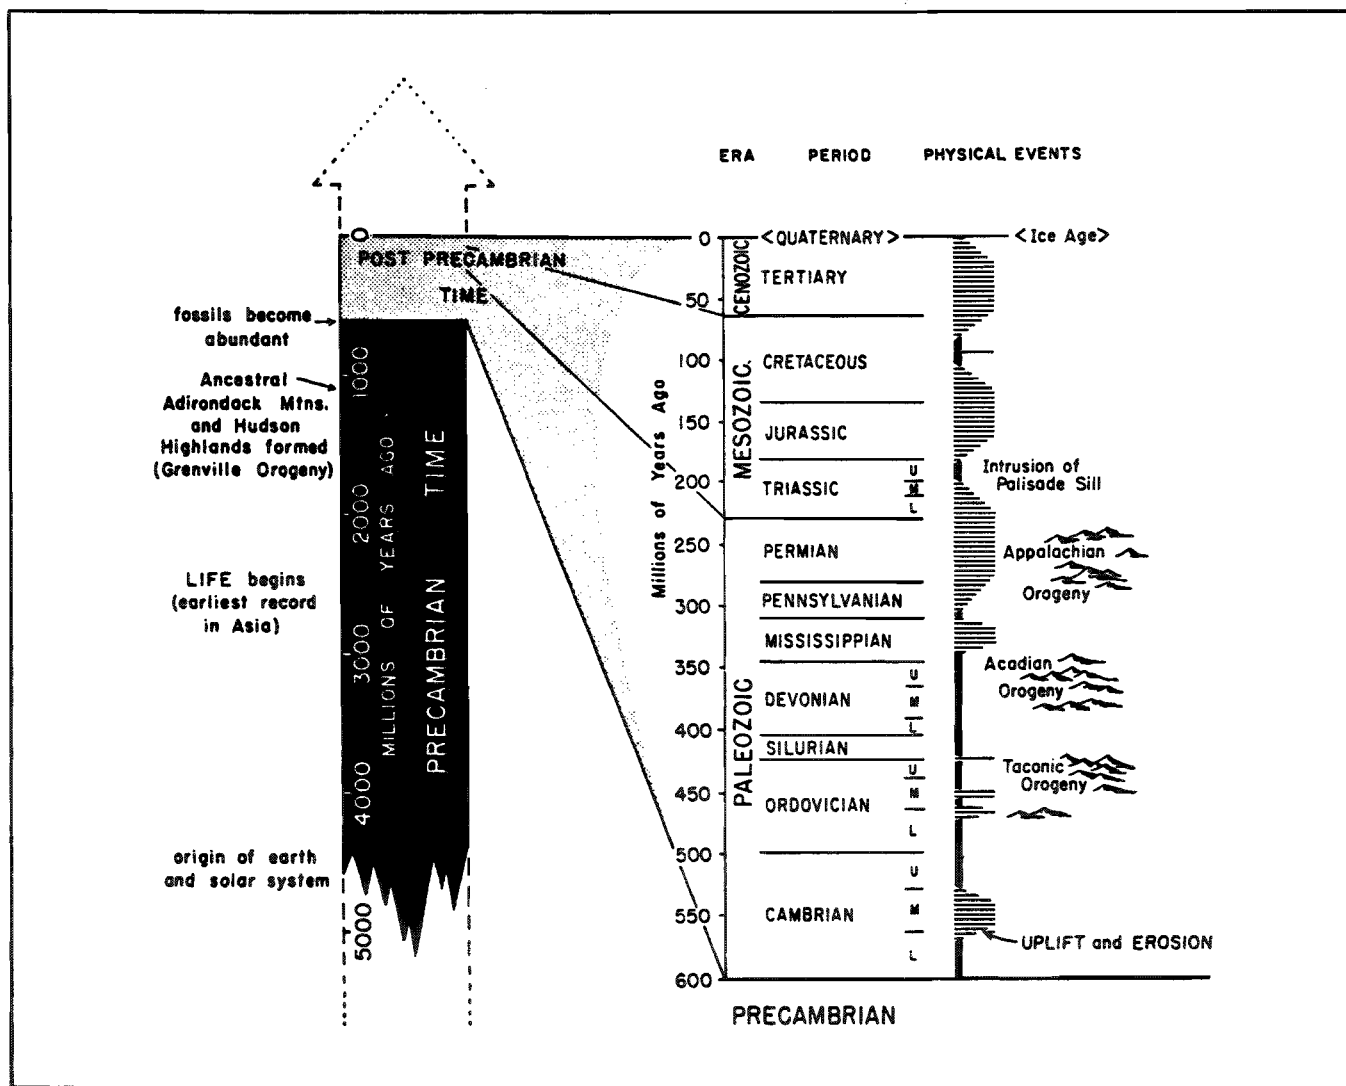 ERA PERIOD PHYSICAL EVENTS
0
POST PRECAMBRIAN
TIME
fossils become
abundant
Ancestral
Adirondack Mtns.
and Hudson
Highlands formed
(Grenville Orogeny)
LIFE begins
(earliest record
in Asia)
origin of earth
and solar system
1000
2000
3000
4000
5000
MILLIONS OF YEARS AGO
PRECAMBRIAN TIME
Millions of Years Ago
0
50
100
150
200
250
300
350
400
450
500
550
600
CENOZOIC
MESOZOIC
PALEOZOIC
<QUATERNARY>
TERTIARY
CRETACEOUS
JURASSIC
TRIASSIC
U
M
L
PERMIAN
PENNSYLVANIAN
MISSISSIPPIAN
DEVONIAN
U
M
L
SILURIAN
ORDOVICIAN
U
M
L
CAMBRIAN
U
M
L
PRECAMBRIAN
<Ice Age>
Intrusion of
Palisade Sill
Appalachian
Orogeny
Acadian
Orogeny
Taconic
Orogeny
UPLIFT and EROSION